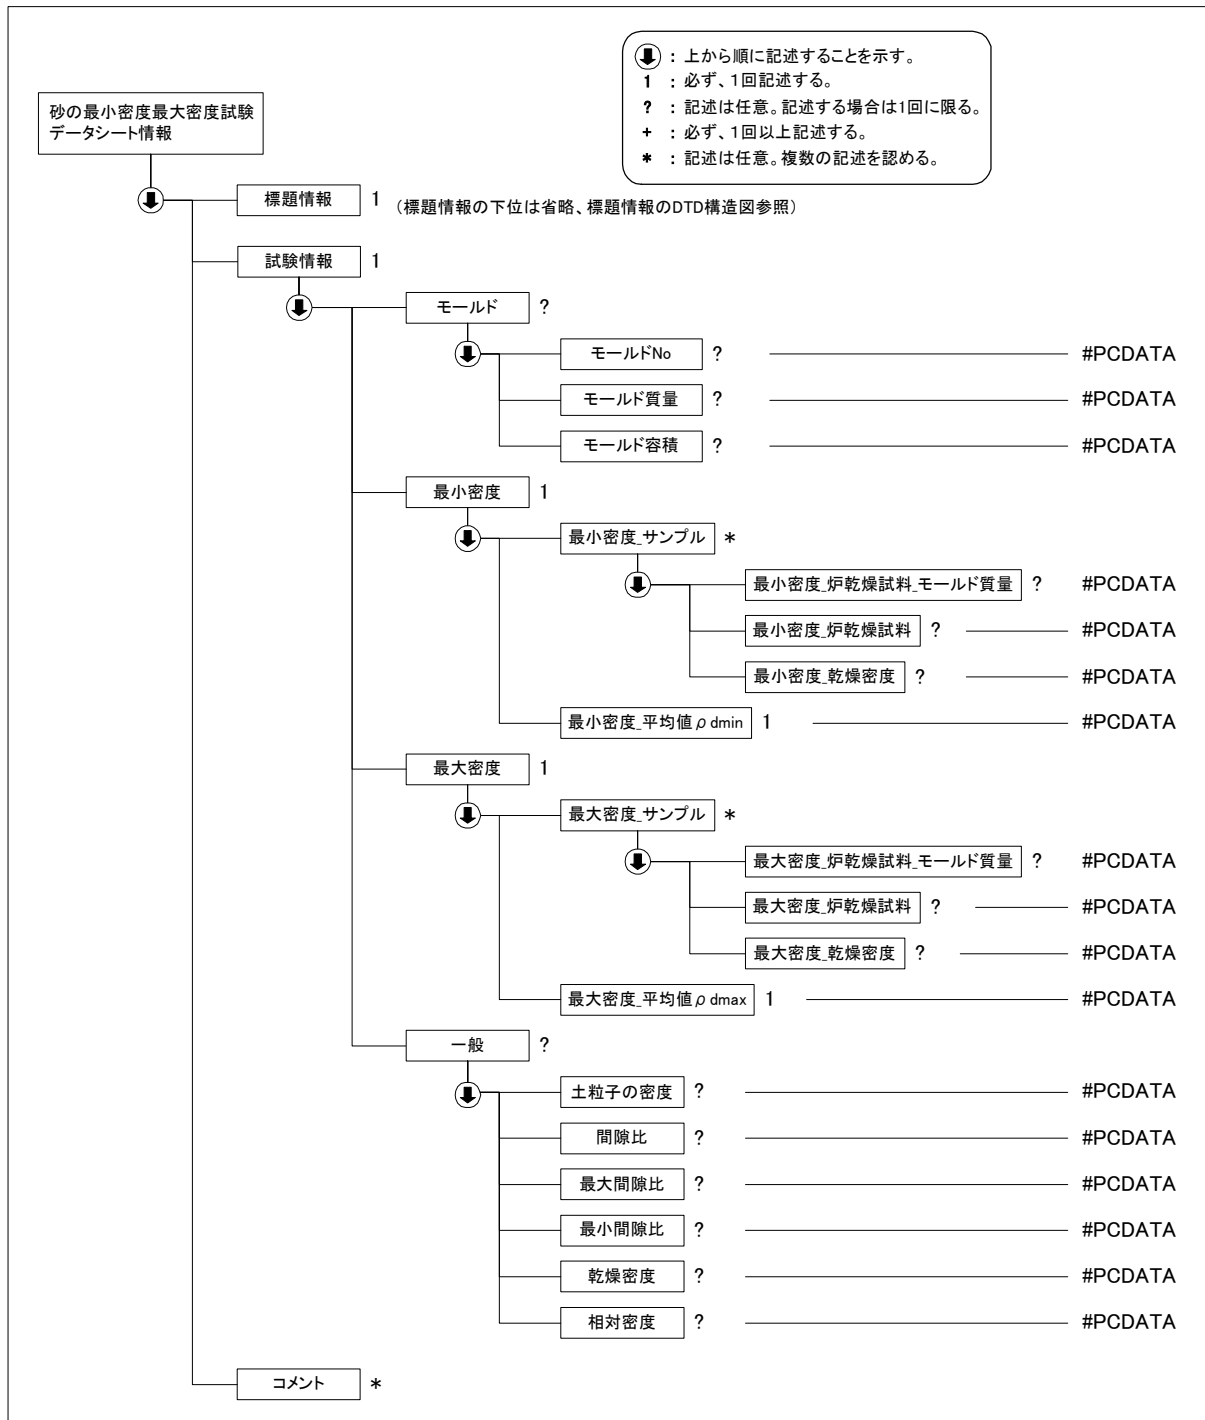 : 上から順に記述することを示す。
1 : 必ず、1回記述する。
? : 記述は任意。記述する場合は1回に限る。
+ : 必ず、1回以上記述する。
* : 記述は任意。複数の記述を認める。
砂の最小密度最大密度試験
データシート情報
標題情報 1 (標題情報の下位は省略、標題情報のDTD構造図参照)
試験情報 1
モールド ?
モールドNo ? #PCDATA
モールド質量 ? #PCDATA
モールド容積 ? #PCDATA
最小密度 1
最小密度_サンプル *
最小密度_炉乾燥試料_モールド質量 ? #PCDATA
最小密度_炉乾燥試料 ? #PCDATA
最小密度_乾燥密度 ? #PCDATA
最小密度_平均値ρdmin 1 #PCDATA
最大密度 1
最大密度_サンプル *
最大密度_炉乾燥試料_モールド質量 ? #PCDATA
最大密度_炉乾燥試料 ? #PCDATA
最大密度_乾燥密度 ? #PCDATA
最大密度_平均値ρdmax 1 #PCDATA
一般 ?
土粒子の密度 ? #PCDATA
間隙比 ? #PCDATA
最大間隙比 ? #PCDATA
最小間隙比 ? #PCDATA
乾燥密度 ? #PCDATA
相対密度 ? #PCDATA
コメント *